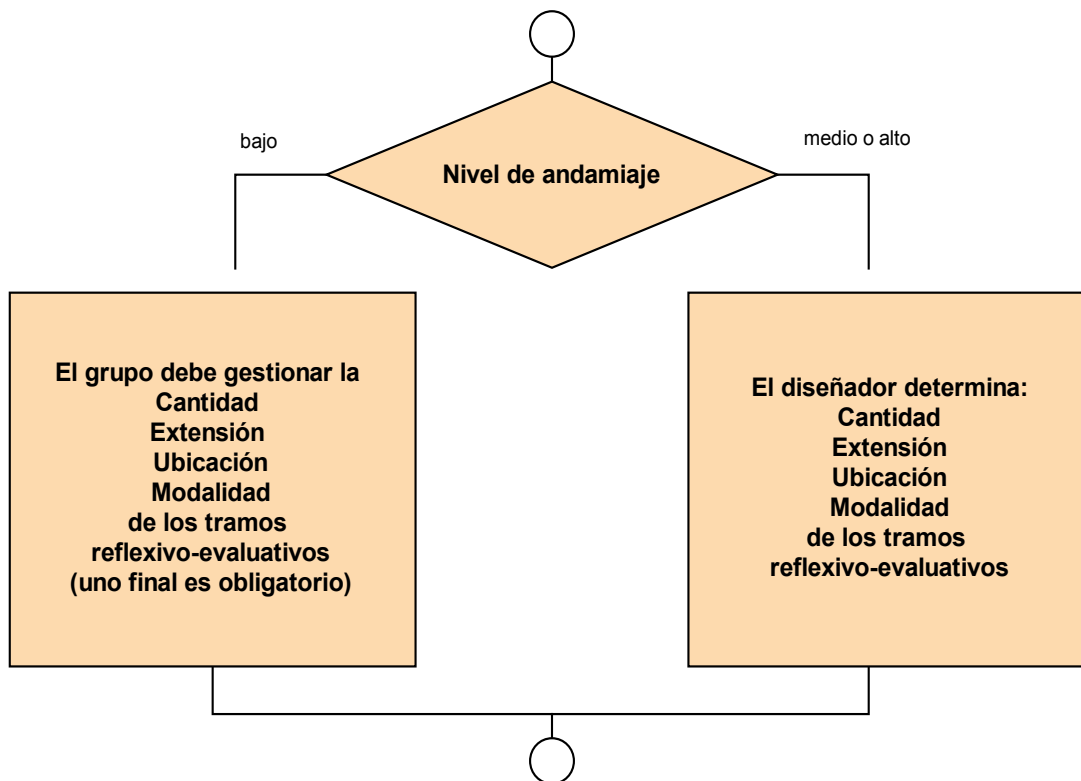 bajo
medio o alto
Nivel de andamiaje
El grupo debe gestionar la
Cantidad
Extensión
Ubicación
Modalidad
de los tramos
reflexivo-evaluativos
(uno final es obligatorio)
El diseñador determina:
Cantidad
Extensión
Ubicación
Modalidad
de los tramos
reflexivo-evaluativos